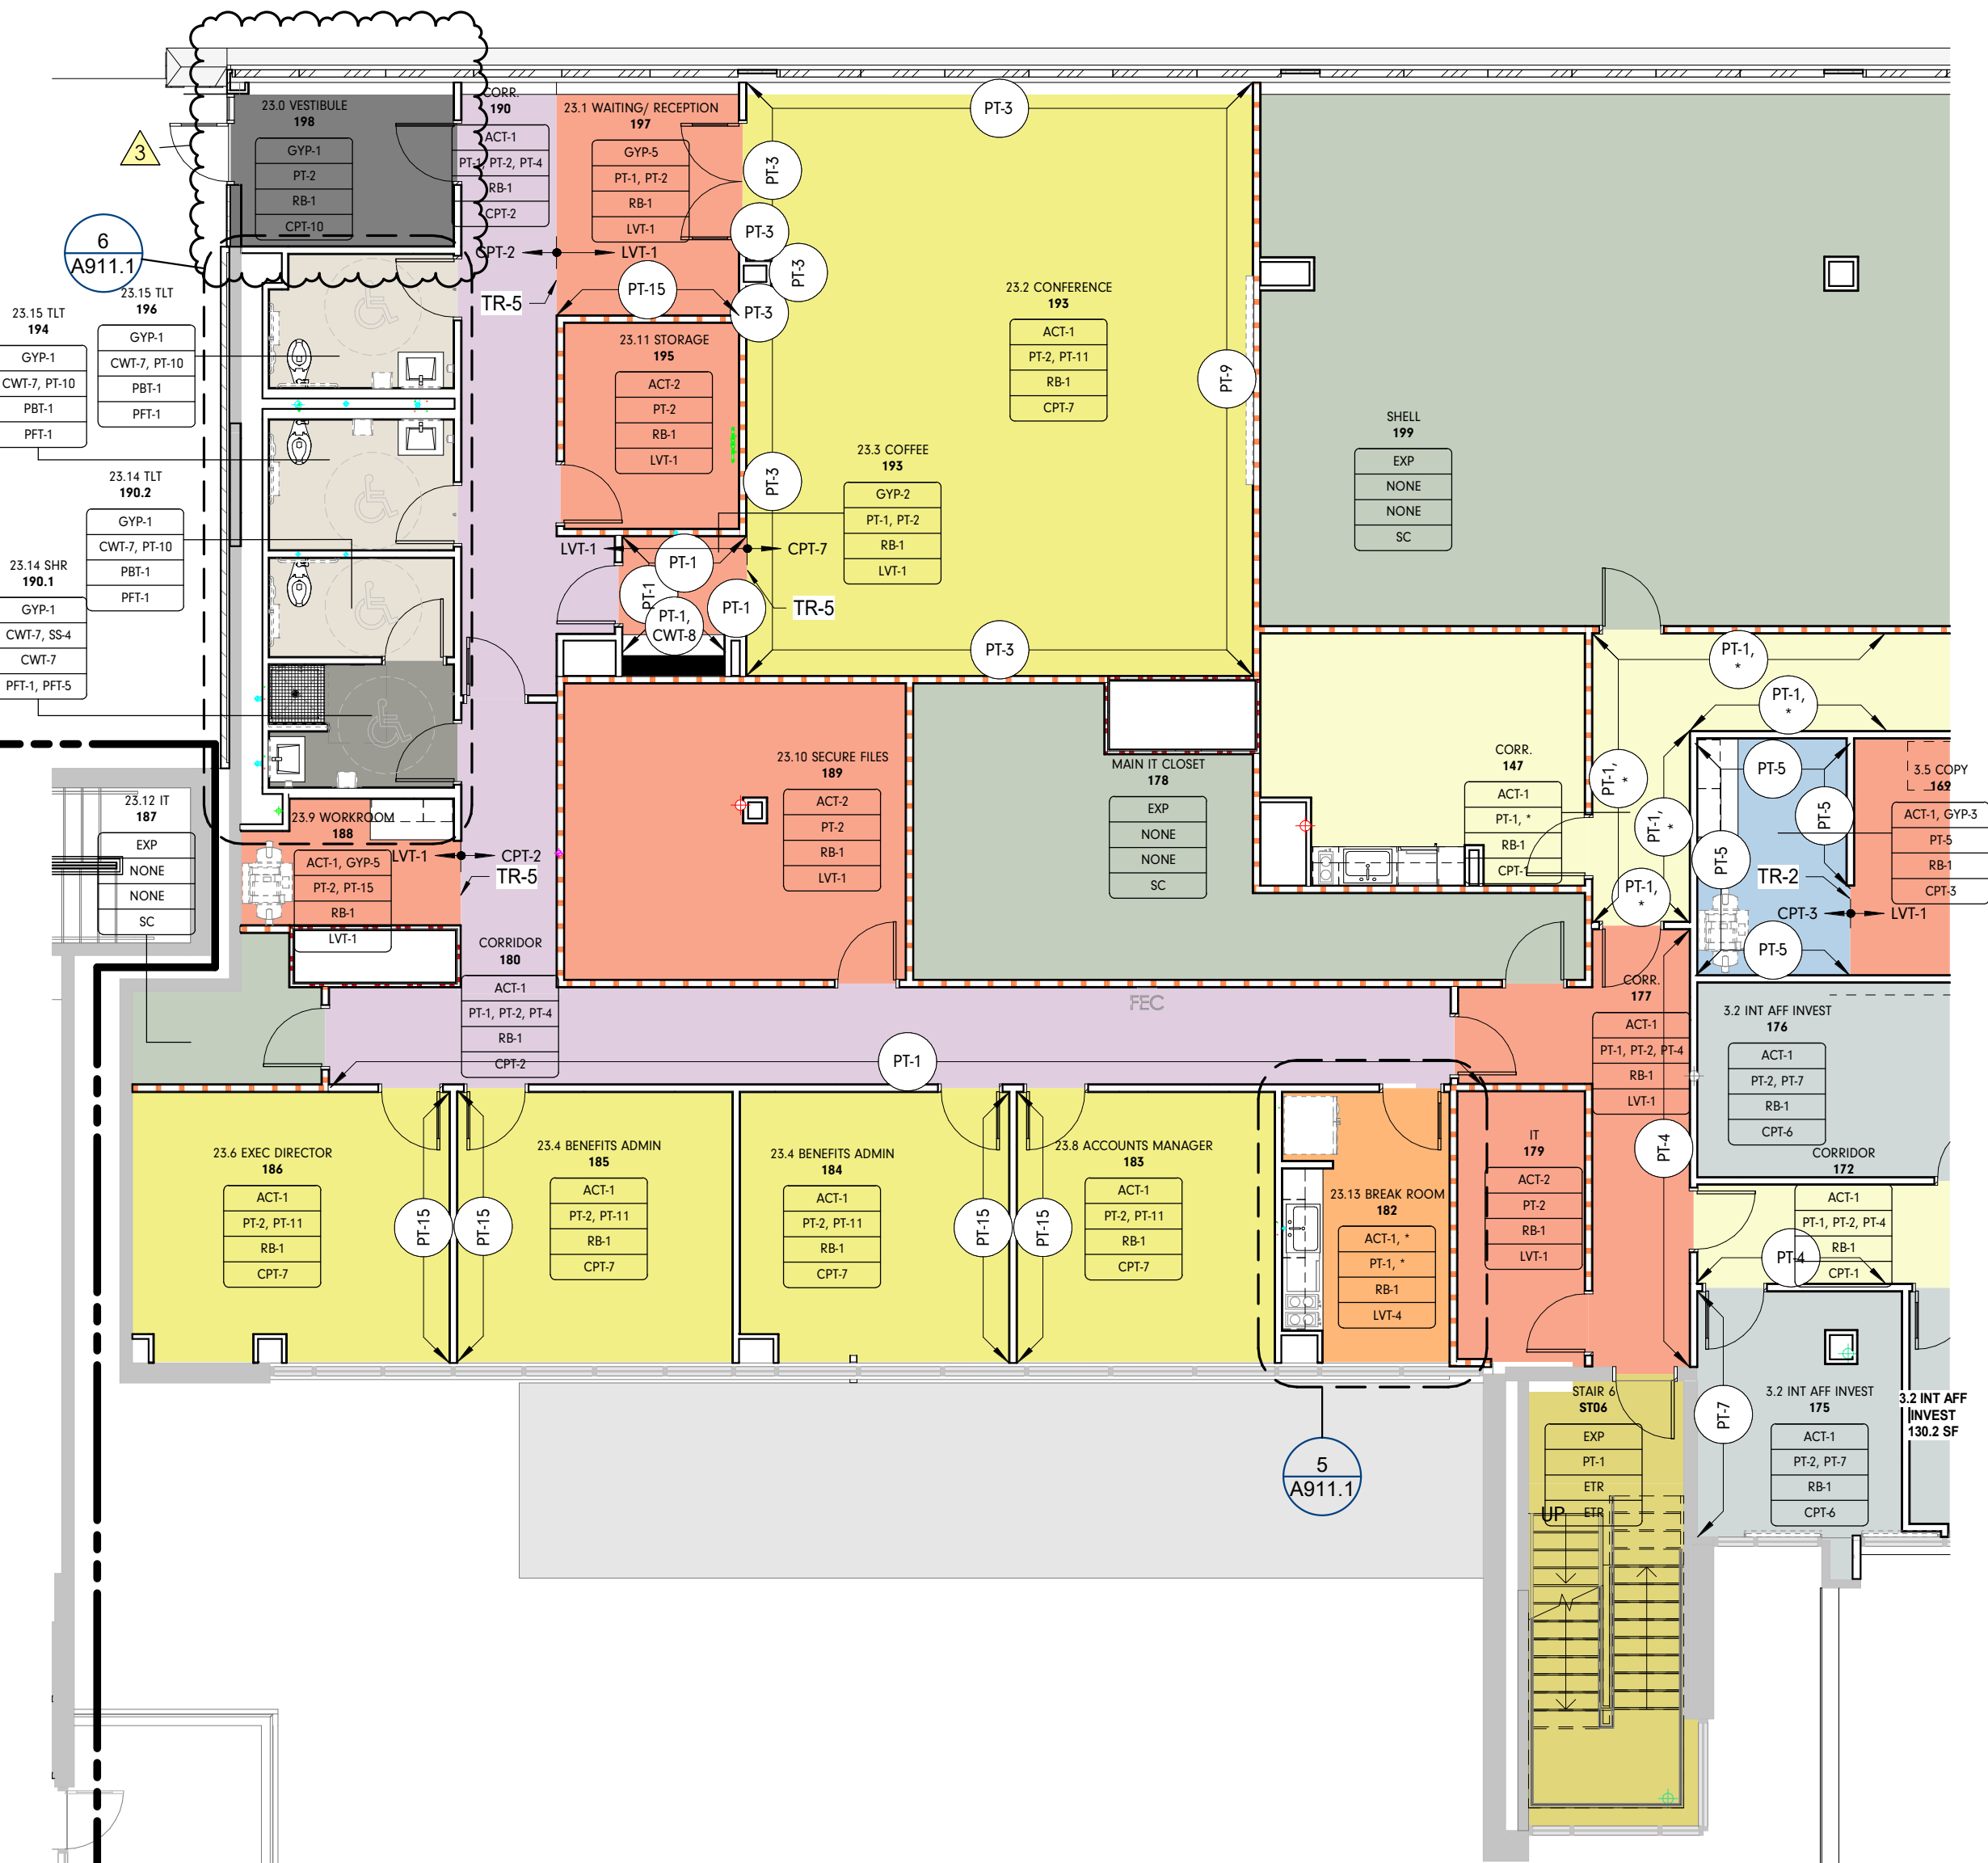 23.0 VESTIBULE
198
GYP-1
PT-2
RB-1
CPT-10
CORR.
190
ACT-1
PT-1, PT-2, PT-4
RB-1
CPT-2
23.1 WAITING/ RECEPTION
197
GYP-5
PT-1, PT-2
RB-1
LVT-1
PT-3
3
PT-3
PT-3
PT-3
PT-3
6
A911.1
CPT-2
LVT-1
TR-5
PT-15
23.15 TLT
196
GYP-1
CWT-7, PT-10
PBT-1
PFT-1
23.15 TLT
194
GYP-1
CWT-7, PT-10
PBT-1
PFT-1
23.2 CONFERENCE
193
ACT-1
PT-2, PT-11
RB-1
CPT-7
PT-9
23.11 STORAGE
195
ACT-2
PT-2
RB-1
LVT-1
PT-3
23.3 COFFEE
193
GYP-2
PT-1, PT-2
RB-1
LVT-1
SHELL
199
EXP
NONE
NONE
SC
23.14 TLT
190.2
GYP-1
CWT-7, PT-10
PBT-1
PFT-1
23.14 SHR
190.1
GYP-1
CWT-7, SS-4
CWT-7
PFT-1, PFT-5
LVT-1
CPT-7
PT-1
PT-1
PT-1
PT-1,
CWT-8
TR-5
PT-3
PT-1,
*
PT-1,
*
PT-1,
*
PT-1,
*
PT-1,
*
23.10 SECURE FILES
189
ACT-2
PT-2
RB-1
LVT-1
MAIN IT CLOSET
178
EXP
NONE
NONE
SC
CORR.
147
ACT-1
PT-1, *
RB-1
CPT-1
PT-5
PT-5
PT-5
PT-5
TR-2
CPT-3
LVT-1
3.5 COPY
169
ACT-1, GYP-3
PT-5
RB-1
CPT-3
23.12 IT
187
EXP
NONE
NONE
SC
23.9 WORKROOM
188
ACT-1, GYP-5
PT-2, PT-15
RB-1
LVT-1
LVT-1
CPT-2
TR-5
CORRIDOR
180
ACT-1
PT-1, PT-2, PT-4
RB-1
CPT-2
FEC
PT-1
CORR.
177
ACT-1
PT-1, PT-2, PT-4
RB-1
LVT-1
PT-4
3.2 INT AFF INVEST
176
ACT-1
PT-2, PT-7
RB-1
CPT-6
CORRIDOR
172
ACT-1
PT-1, PT-2, PT-4
RB-1
CPT-1
PT-4
23.6 EXEC DIRECTOR
186
ACT-1
PT-2, PT-11
RB-1
CPT-7
PT-15
PT-15
23.4 BENEFITS ADMIN
185
ACT-1
PT-2, PT-11
RB-1
CPT-7
23.4 BENEFITS ADMIN
184
ACT-1
PT-2, PT-11
RB-1
CPT-7
PT-15
PT-15
23.8 ACCOUNTS MANAGER
183
ACT-1
PT-2, PT-11
RB-1
CPT-7
23.13 BREAK ROOM
182
ACT-1, *
PT-1, *
RB-1
LVT-4
IT
179
ACT-2
PT-2
RB-1
LVT-1
5
A911.1
STAIR 6
ST06
EXP
PT-1
ETR
ETR
UP
PT-7
3.2 INT AFF INVEST
175
ACT-1
PT-2, PT-7
RB-1
CPT-6
3.2 INT AFF
INVEST
130.2 SF